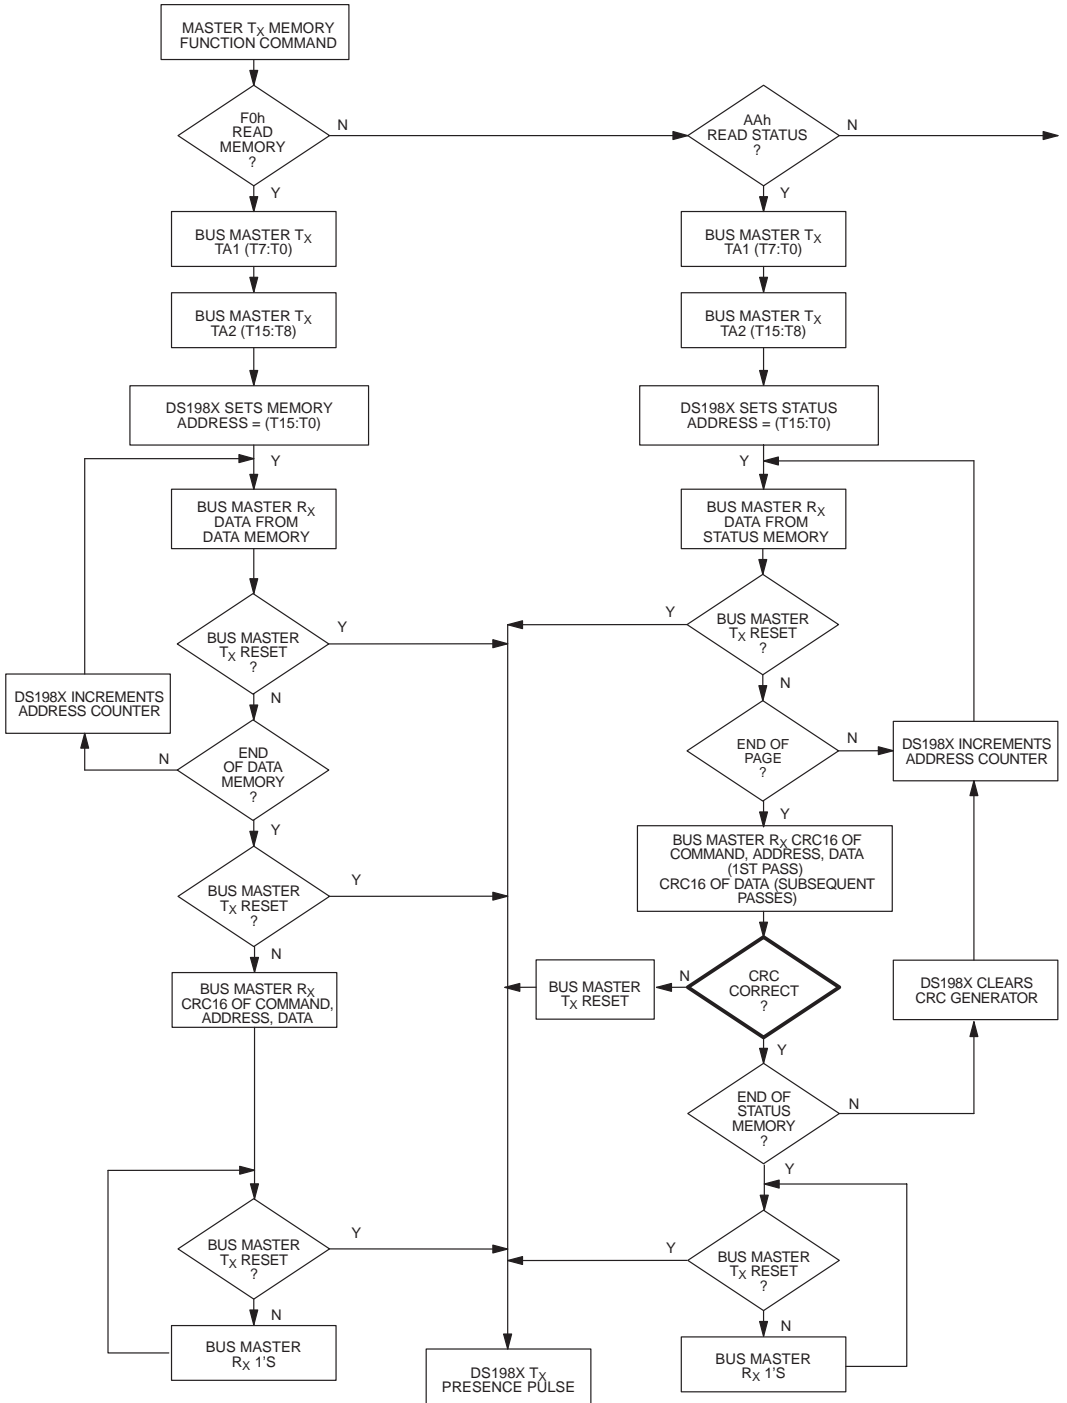 MASTER TX MEMORY
FUNCTION COMMAND
F0h
READ
MEMORY
?
N
Y
BUS MASTER TX
TA1 (T7:T0)
BUS MASTER TX
TA2 (T15:T8)
DS198X SETS MEMORY
ADDRESS = (T15:T0)
Y
BUS MASTER RX
DATA FROM
DATA MEMORY
BUS MASTER
TX RESET
?
Y
N
DS198X INCREMENTS
ADDRESS COUNTER
END
OF DATA
MEMORY
?
N
Y
BUS MASTER
TX RESET
?
Y
N
BUS MASTER RX
CRC16 OF COMMAND,
ADDRESS, DATA
BUS MASTER
TX RESET
?
Y
N
BUS MASTER
RX 1'S
AAh
READ STATUS
?
N
Y
BUS MASTER TX
TA1 (T7:T0)
BUS MASTER TX
TA2 (T15:T8)
DS198X SETS STATUS
ADDRESS = (T15:T0)
Y
BUS MASTER RX
DATA FROM
STATUS MEMORY
Y
BUS MASTER
TX RESET
?
N
END OF
PAGE
?
N
DS198X INCREMENTS
ADDRESS COUNTER
Y
BUS MASTER RX CRC16 OF
COMMAND, ADDRESS, DATA
(1ST PASS)
CRC16 OF DATA (SUBSEQUENT
PASSES)
CRC
CORRECT
?
N
BUS MASTER
TX RESET
DS198X CLEARS
CRC GENERATOR
Y
END OF
STATUS
MEMORY
?
N
Y
BUS MASTER
TX RESET
?
Y
N
BUS MASTER
RX 1'S
DS198X TX
PRESENCE PULSE